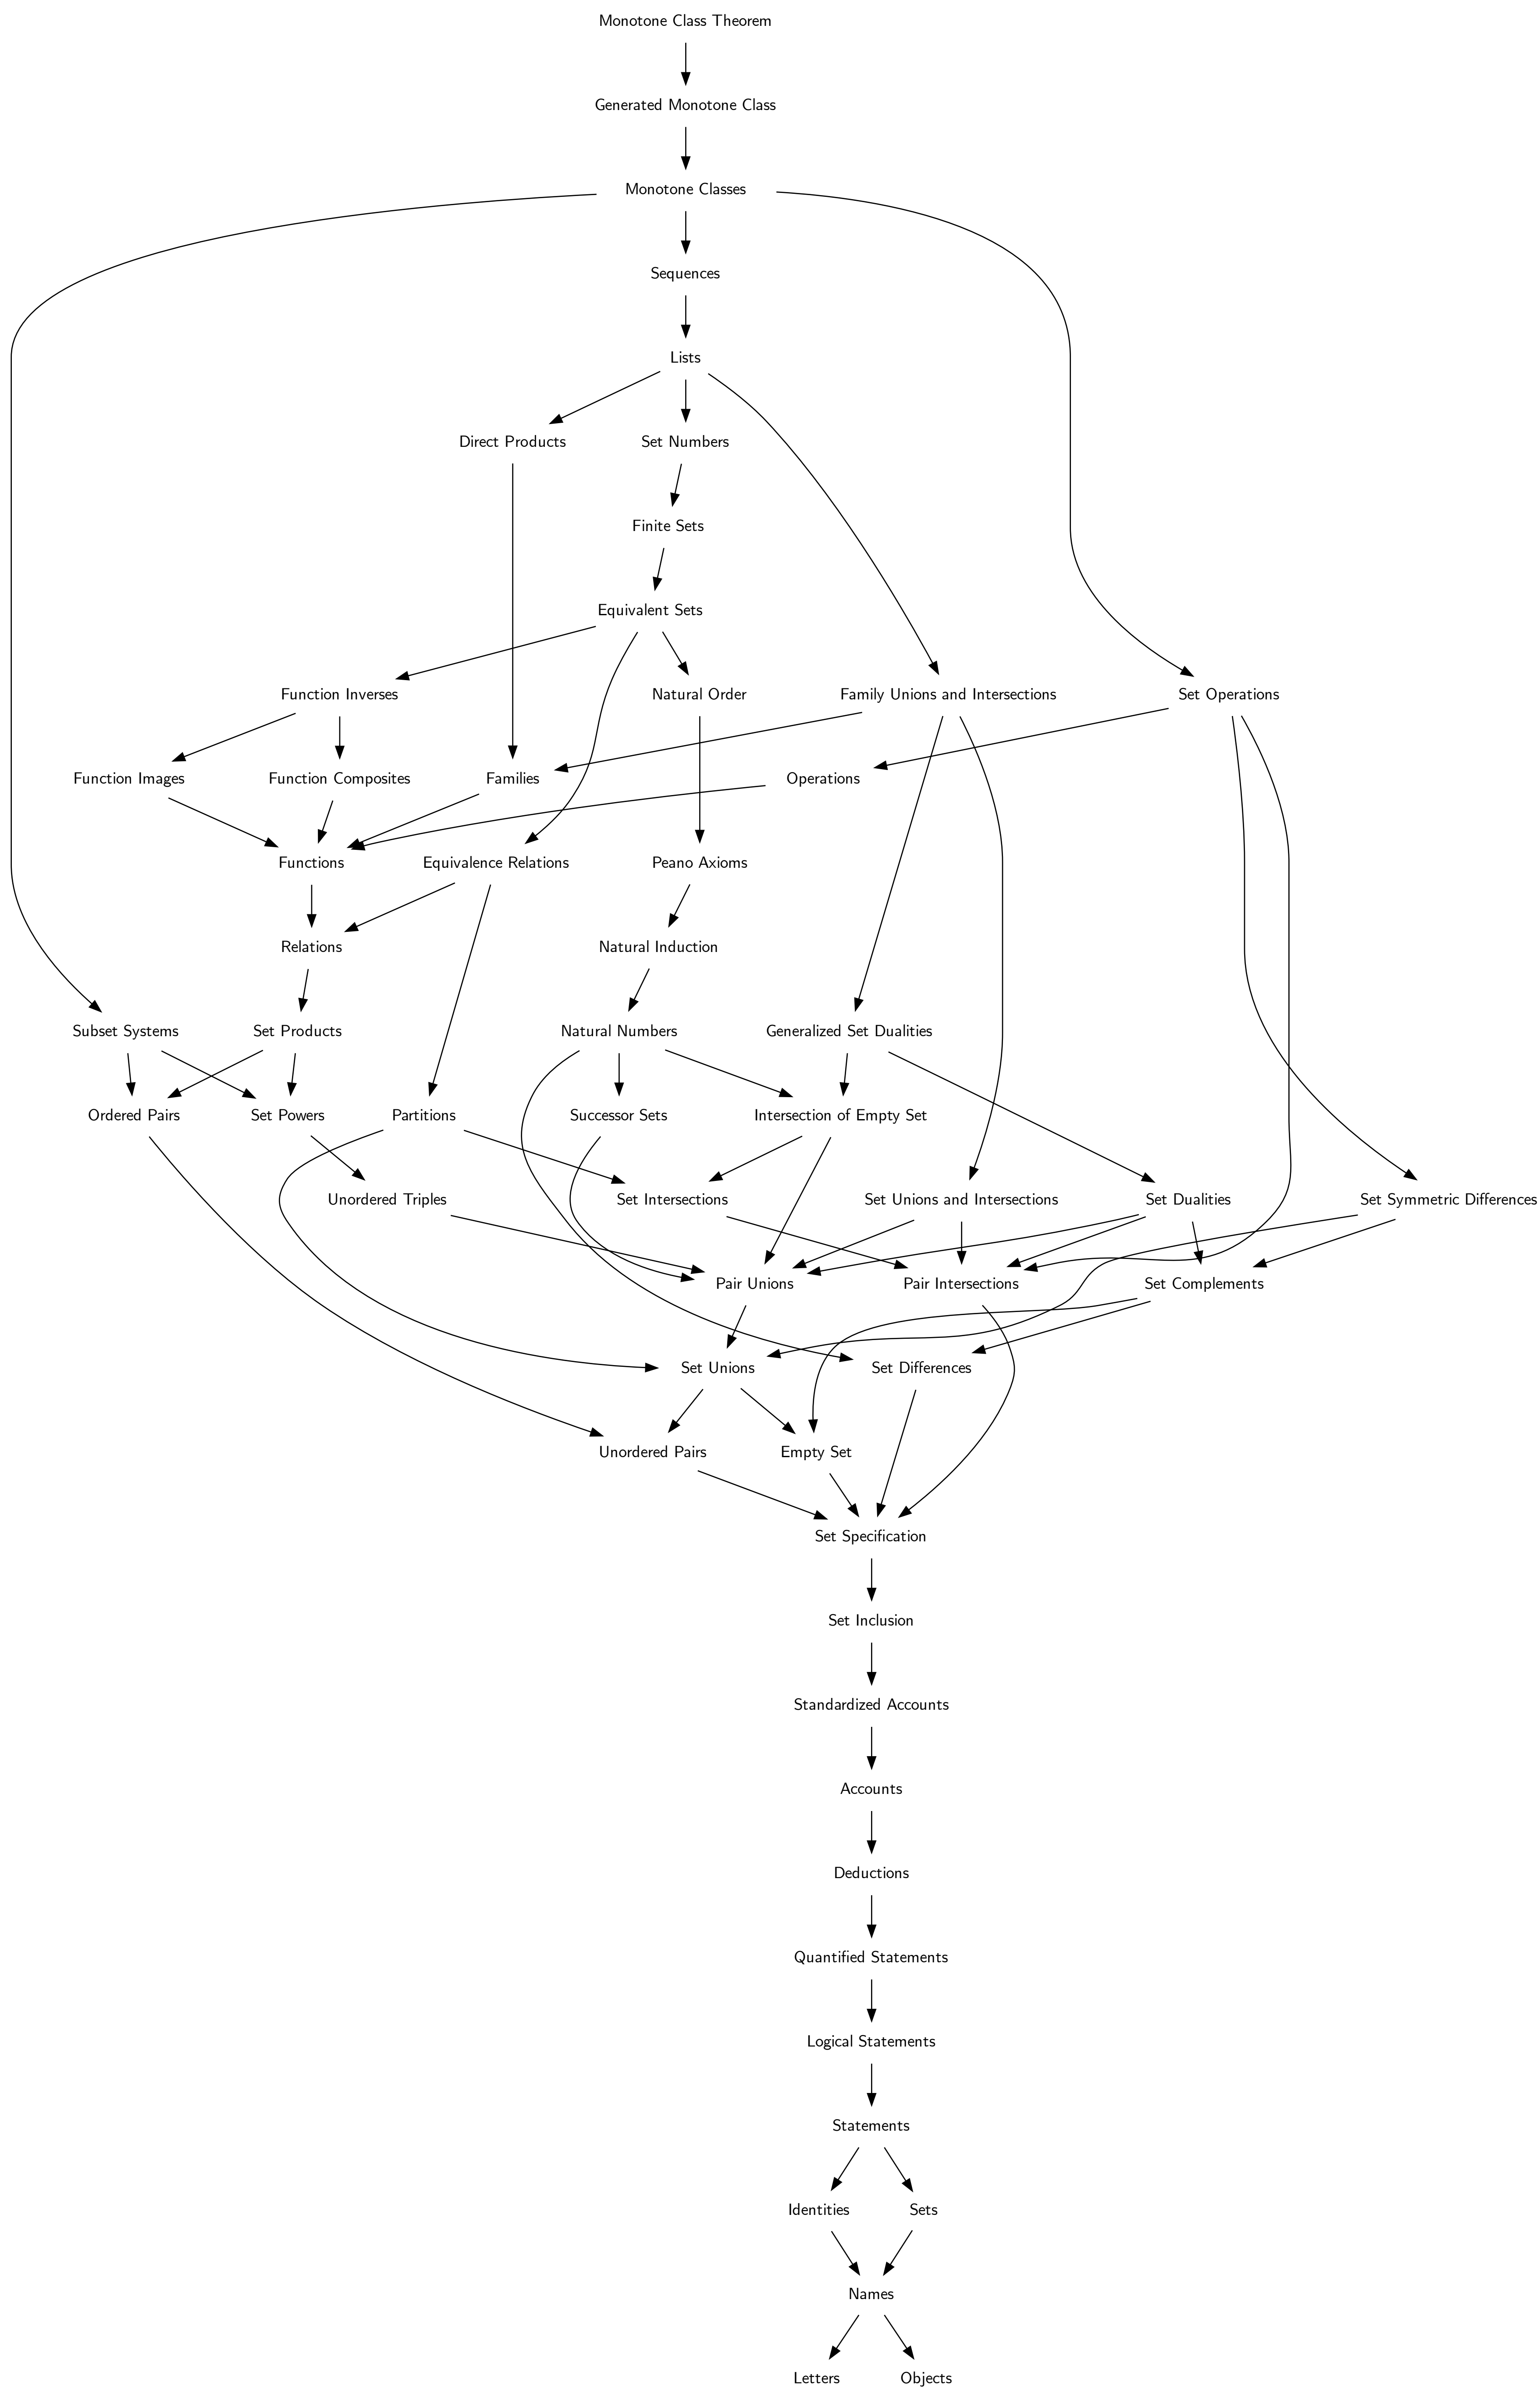 Monotone Class Theorem
Generated Monotone Class
Monotone Classes
Sequences
Lists
Direct Products
Set Numbers
Finite Sets
Equivalent Sets
Function Inverses
Natural Order
Family Unions and Intersections
Set Operations
Function Images
Function Composites
Families
Operations
Functions
Equivalence Relations
Peano Axioms
Relations
Natural Induction
Subset Systems
Set Products
Natural Numbers
Generalized Set Dualities
Ordered Pairs
Set Powers
Partitions
Successor Sets
Intersection of Empty Set
Unordered Triples
Set Intersections
Set Unions and Intersections
Set Dualities
Set Symmetric Differences
Pair Unions
Pair Intersections
Set Complements
Set Unions
Set Differences
Unordered Pairs
Empty Set
Set Specification
Set Inclusion
Standardized Accounts
Accounts
Deductions
Quantified Statements
Logical Statements
Statements
Identities
Sets
Names
Letters
Objects